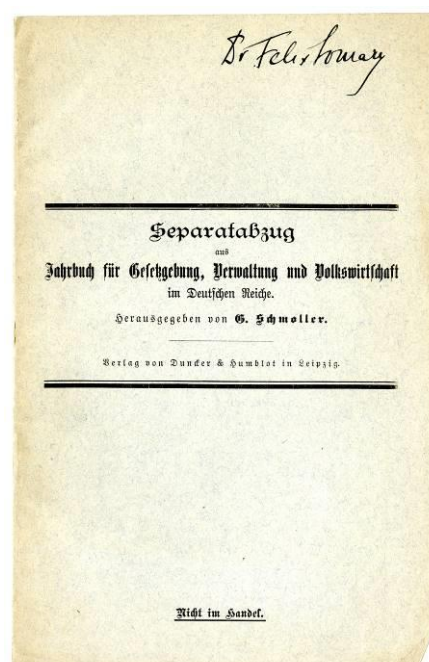 Dr Felix Somary
Separatabzug
aus
Jahrbuch für Gesetzgebung, Verwaltung und Volkswirtschaft
im Deutschen Reiche.
Herausgegeben von G. Schmoller.
Verlag von Duncker & Humblot in Leipzig.
Nicht im Handel.